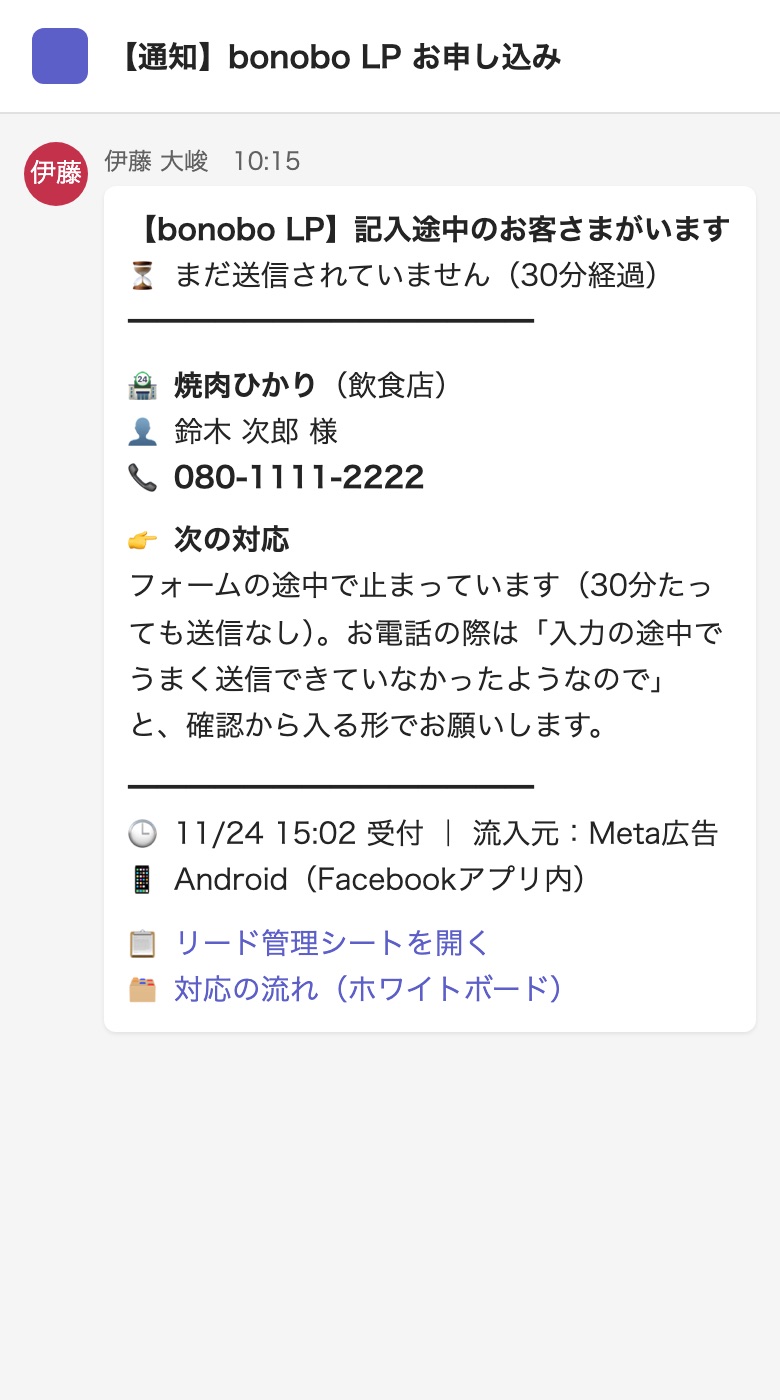 【通知】bonobo LP お申し込み
伊藤
伊藤 大峻 10:15
【bonobo LP】記入途中のお客さまがいます
⏳ まだ送信されていません（30分経過）
🏪 焼肉ひかり（飲食店）
👤 鈴木 次郎 様
📞 080-1111-2222
👉 次の対応
フォームの途中で止まっています（30分たっ
ても送信なし）。お電話の際は「入力の途中で
うまく送信できていなかったようなので」
と、確認から入る形でお願いします。
🕒 11/24 15:02 受付 ｜ 流入元：Meta広告
📱 Android（Facebookアプリ内）
📋 リード管理シートを開く
🗂️ 対応の流れ（ホワイトボード）